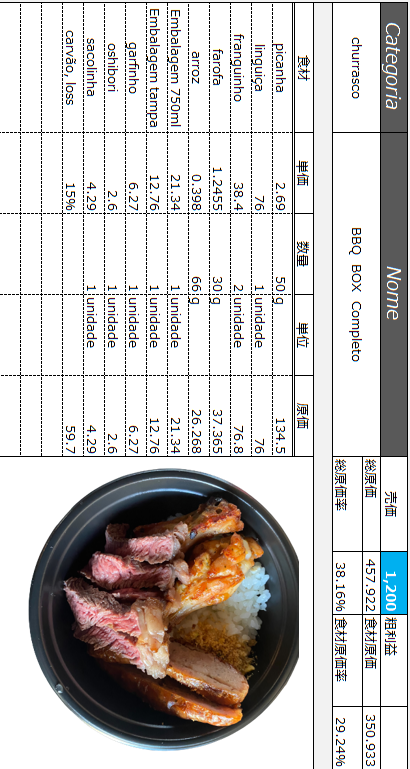 Categoria Nome
churrasco BBQ BOX Completo
売価 1,200 粗利益
総原価 457.922 食材原価 350.933
総原価率 38.16% 食材原価率 29.24%
食材 単価 数量 単位 原価
picanha 2.69 50 g 134.5
linguiça 76 1 unidade 76
franguinho 38.4 2 unidade 76.8
farofa 1.2455 30 g 37.365
arroz 0.398 66 g 26.268
Embalagem 750ml 21.34 1 unidade 21.34
Embalagem tampa 12.76 1 unidade 12.76
garfinho 6.27 1 unidade 6.27
oshibori 2.6 1 unidade 2.6
sacolinha 4.29 1 unidade 4.29
carvão, loss 15% 59.7